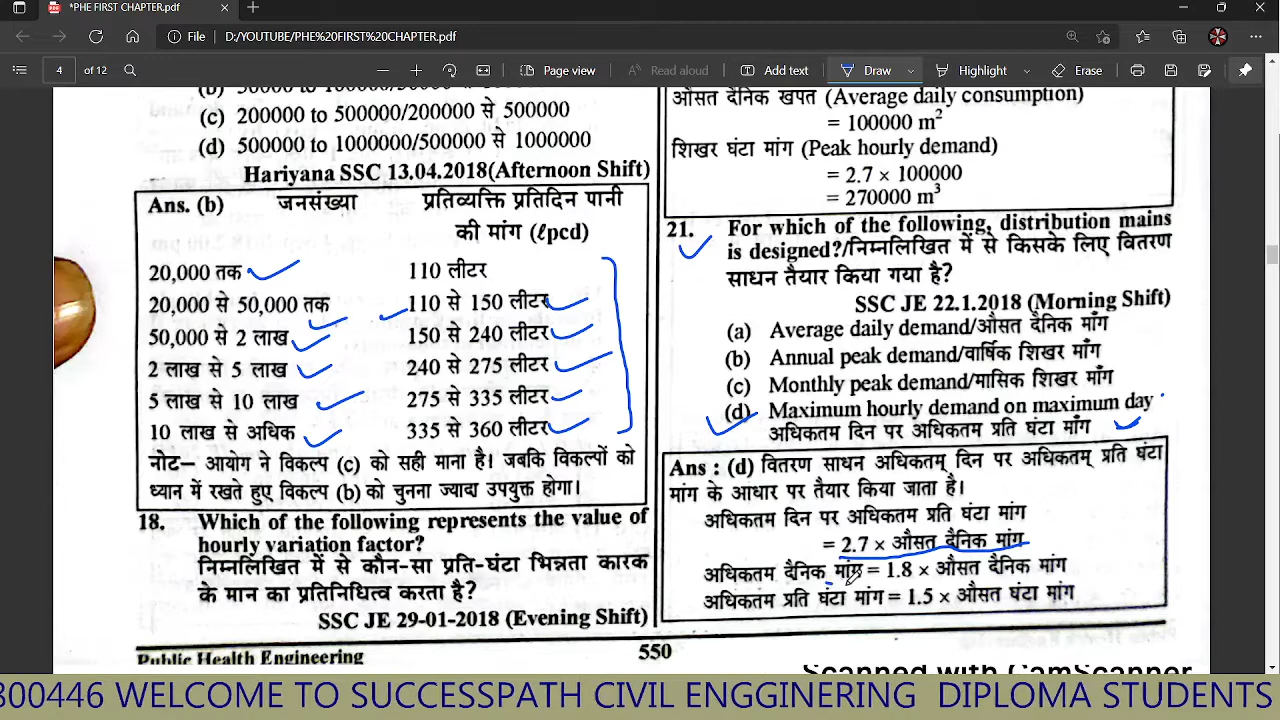 *PHE FIRST CHAPTER.pdf
File | D:/YOUTUBE/PHE%20FIRST%20CHAPTER.pdf
4 of 12 Page view Read aloud Add text Draw Highlight Erase
(c) 200000 to 500000/200000 से 500000
(d) 500000 to 1000000/500000 से 1000000
Hariyana SSC 13.04.2018(Afternoon Shift)
Ans. (b) जनसंख्या प्रतिव्यक्ति प्रतिदिन पानी
की मांग (ℓpcd)
20,000 तक 110 लीटर
20,000 से 50,000 तक 110 से 150 लीटर
50,000 से 2 लाख 150 से 240 लीटर
2 लाख से 5 लाख 240 से 275 लीटर
5 लाख से 10 लाख 275 से 335 लीटर
10 लाख से अधिक 335 से 360 लीटर
नोट– आयोग ने विकल्प (c) को सही माना है। जबकि विकल्पों को
ध्यान में रखते हुए विकल्प (b) को चुनना ज्यादा उपयुक्त होगा।
18. Which of the following represents the value of
hourly variation factor?
निम्नलिखित में से कौन-सा प्रति-घंटा भिन्नता कारक
के मान का प्रतिनिधित्व करता है?
SSC JE 29-01-2018 (Evening Shift)
औसत दैनिक खपत (Average daily consumption)
= 100000 m²
शिखर घंटा मांग (Peak hourly demand)
= 2.7 × 100000
= 270000 m³
21. For which of the following, distribution mains
is designed?/निम्नलिखित में से किसके लिए वितरण
साधन तैयार किया गया है?
SSC JE 22.1.2018 (Morning Shift)
(a) Average daily demand/औसत दैनिक माँग
(b) Annual peak demand/वार्षिक शिखर माँग
(c) Monthly peak demand/मासिक शिखर माँग
(d) Maximum hourly demand on maximum day
अधिकतम दिन पर अधिकतम प्रति घंटा माँग
Ans : (d) वितरण साधन अधिकतम् दिन पर अधिकतम् प्रति घंटा
मांग के आधार पर तैयार किया जाता है।
अधिकतम दिन पर अधिकतम प्रति घंटा मांग
= 2.7 × औसत दैनिक मांग
अधिकतम दैनिक मांग = 1.8 × औसत दैनिक मांग
अधिकतम प्रति घंटा मांग = 1.5 × औसत घंटा मांग
Public Health Engineering 550
Scanned with CamScanner
300446 WELCOME TO SUCCESSPATH CIVIL ENGGINERING DIPLOMA STUDENTS